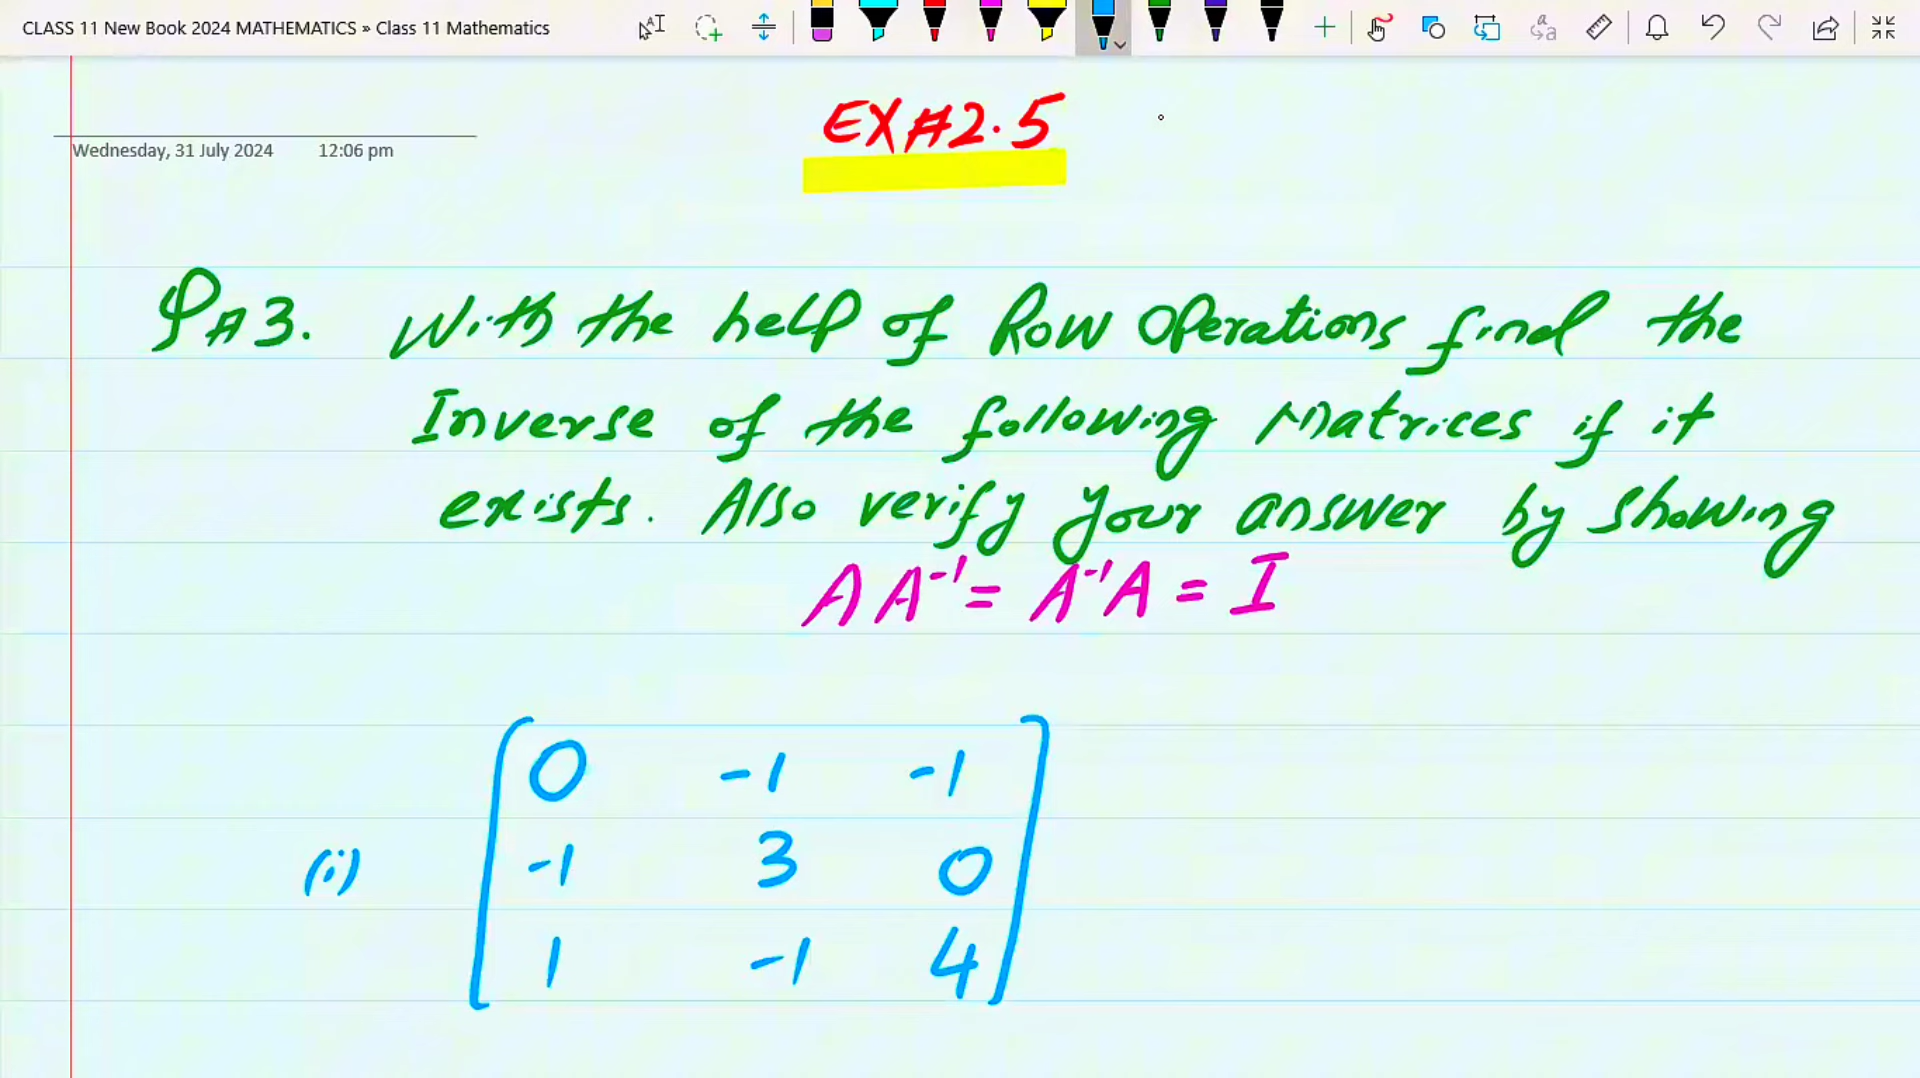 CLASS 11 New Book 2024 MATHEMATICS » Class 11 Mathematics
EX#2.5
Wednesday, 31 July 2024 12:06 pm
Q#3. With the help of Row Operations find the
Inverse of the following Matrices if it
exists. Also verify your answer by showing
A A⁻¹ = A⁻¹A = I
0 -1 -1
(i) -1 3 0
1 -1 4